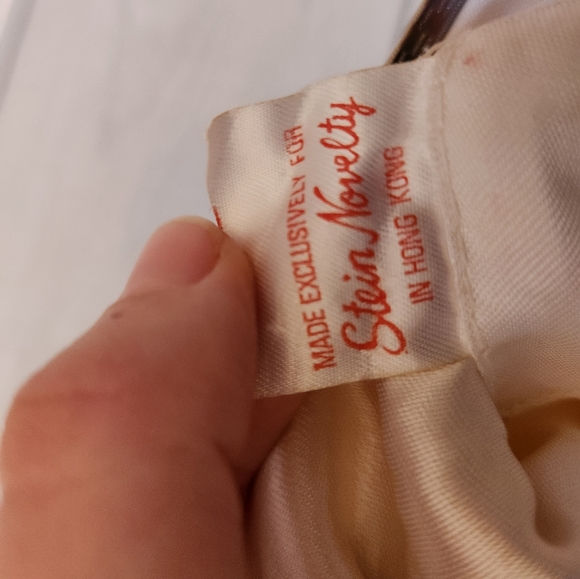 MADE EXCLUSIVELY FOR
Stein Novelty
IN HONG KONG